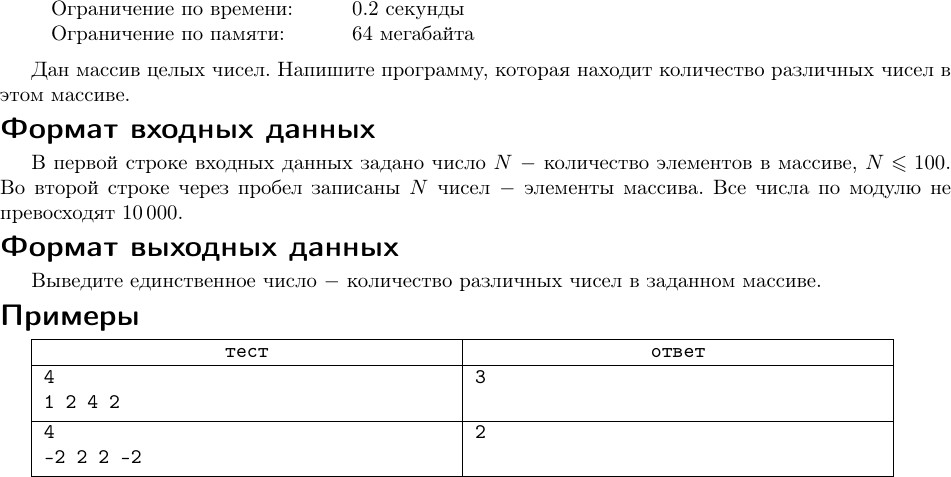 Ограничение по времени: 0.2 секунды
Ограничение по памяти: 64 мегабайта
Дан массив целых чисел. Напишите программу, которая находит количество различных чисел в
этом массиве.
Формат входных данных
В первой строке входных данных задано число N − количество элементов в массиве, N ⩽ 100.
Во второй строке через пробел записаны N чисел − элементы массива. Все числа по модулю не
превосходят 10 000.
Формат выходных данных
Выведите единственное число − количество различных чисел в заданном массиве.
Примеры
тест ответ
4 3
1 2 4 2
4 2
-2 2 2 -2